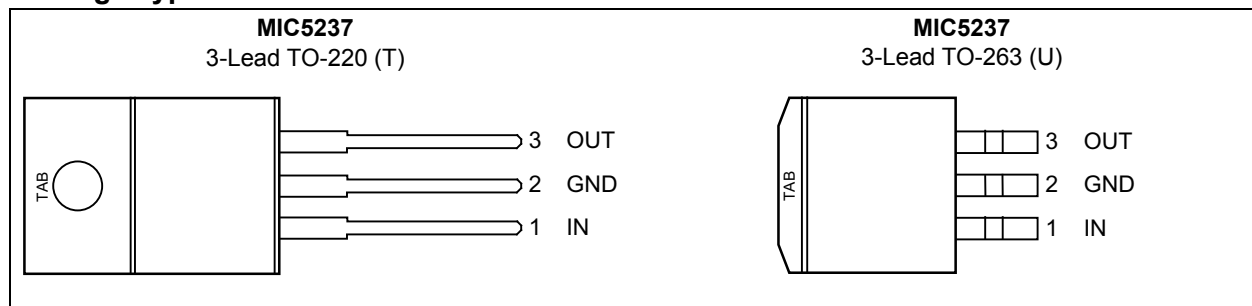 MIC5237
3-Lead TO-220 (T)
TAB
3 OUT
2 GND
1 IN
MIC5237
3-Lead TO-263 (U)
TAB
3 OUT
2 GND
1 IN